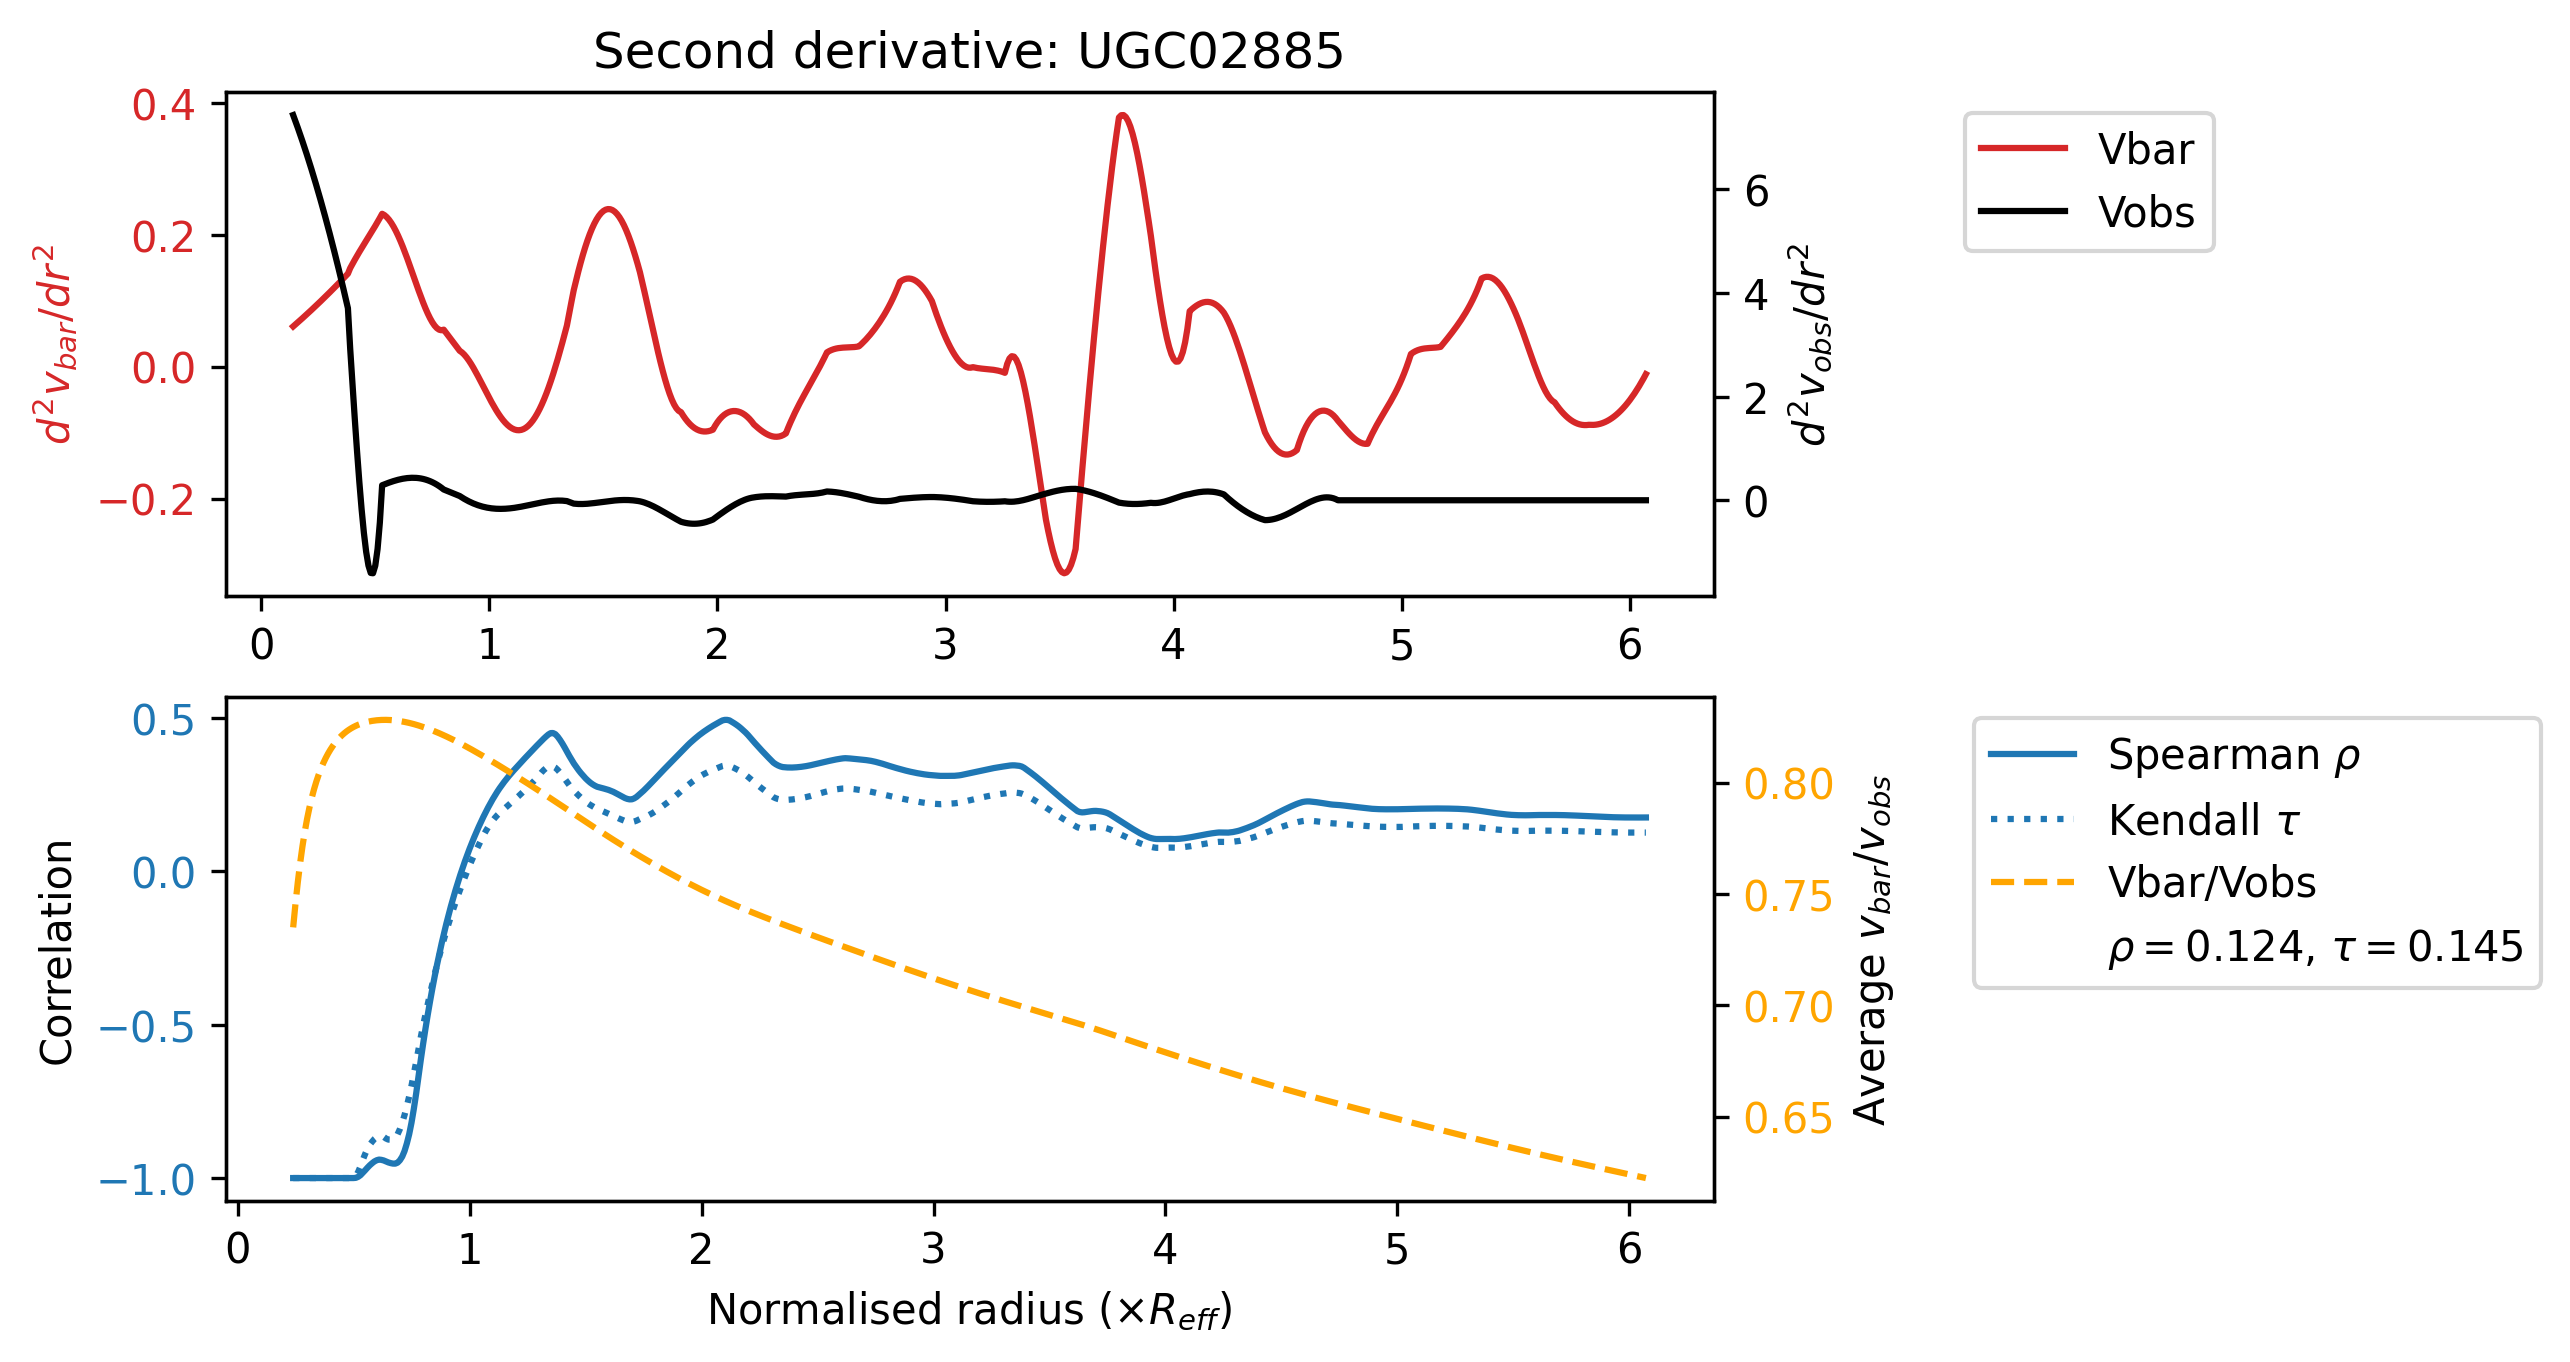 Second derivative: UGC02885
0.4
0.2
0.0
−0.2
d²v_bar/dr²
6
4
2
0
d²v_obs/dr²
0 1 2 3 4 5 6
Vbar
Vobs
0.5
0.0
−0.5
−1.0
Correlation
0.80
0.75
0.70
0.65
Average v_bar/v_obs
0 1 2 3 4 5 6
Normalised radius (×R_eff)
Spearman ρ
Kendall τ
Vbar/Vobs
ρ = 0.124, τ = 0.145